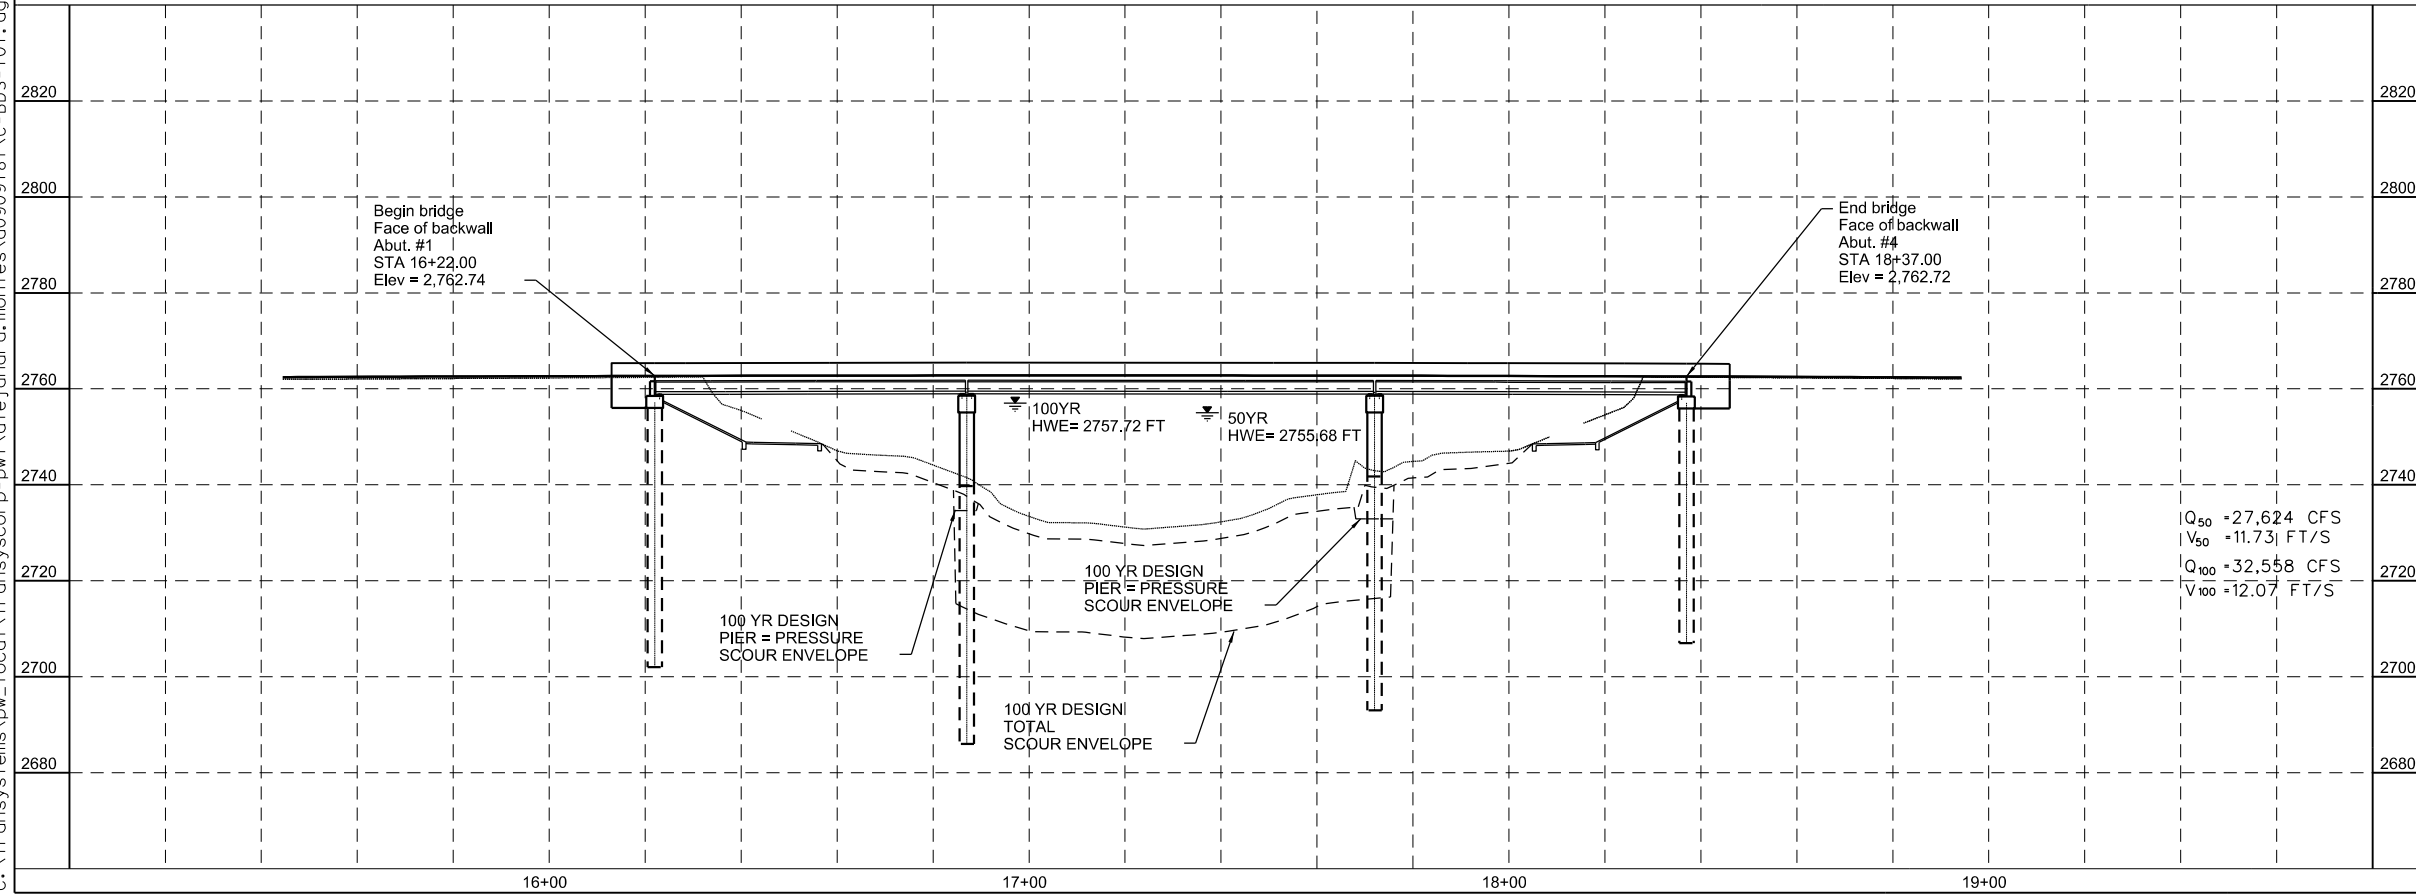 2820
2820
2800
2800
Begin bridge
Face of backwall
Abut. #1
STA 16+22.00
Elev = 2,762.74
End bridge
Face of backwall
Abut. #4
STA 18+37.00
Elev = 2,762.72
2780
2780
2760
2760
100YR
HWE= 2757.72 FT
50YR
HWE= 2755.68 FT
2740
2740
Q50 =27,624 CFS
V50 =11.73 FT/S
Q100 =32,558 CFS
V100 =12.07 FT/S
2720
2720
100 YR DESIGN
PIER = PRESSURE
SCOUR ENVELOPE
100 YR DESIGN
PIER = PRESSURE
SCOUR ENVELOPE
2700
2700
100 YR DESIGN
TOTAL
SCOUR ENVELOPE
2680
2680
16+00
17+00
18+00
19+00